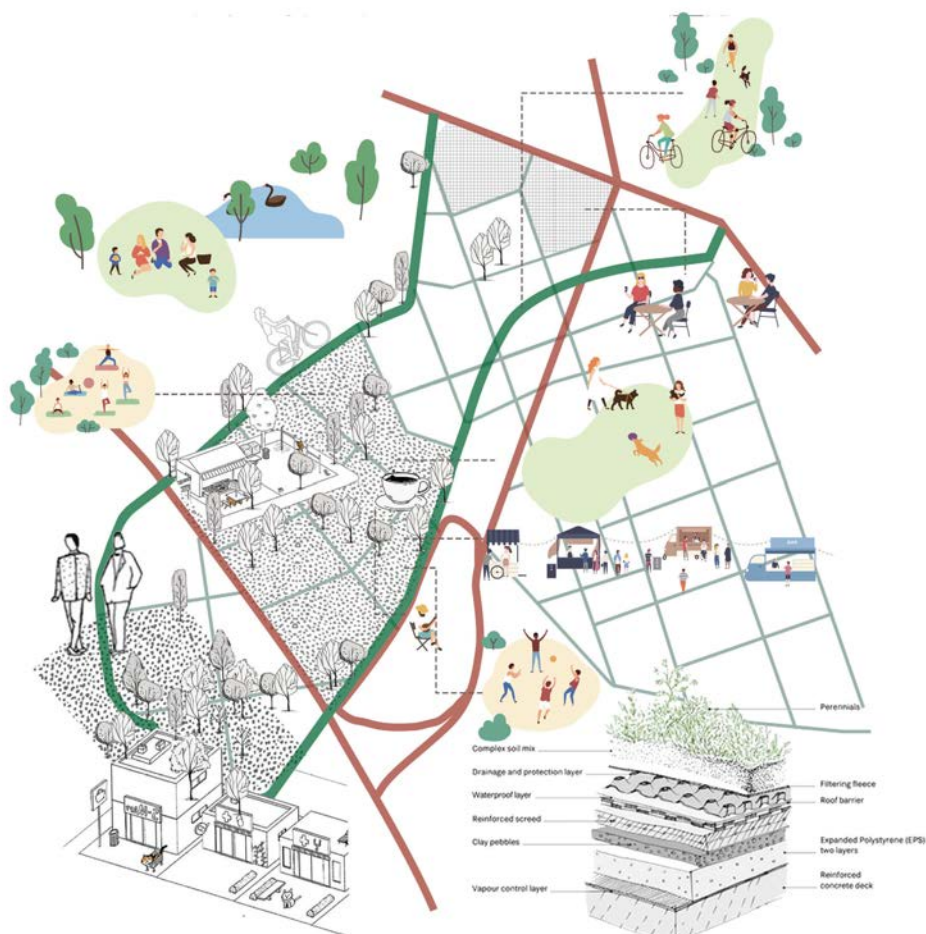 Perennials
Complex soil mix
Drainage and protection layer
Filtering fleece
Waterproof layer
Roof barrier
Reinforced screed
Clay pebbles
Expanded Polystyrene (EPS)
two layers
Reinforced
concrete deck
Vapour control layer